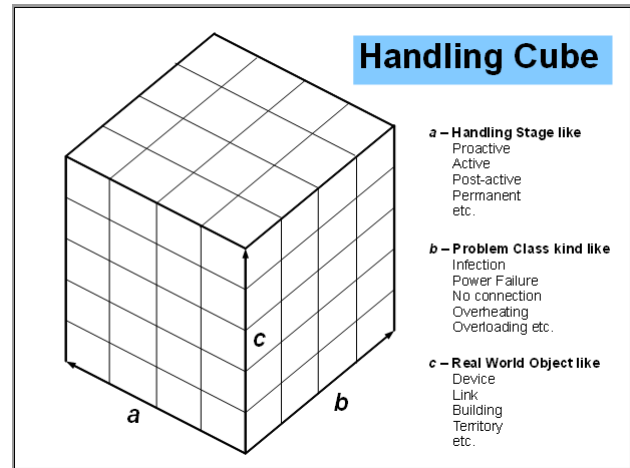 Handling Cube
a – Handling Stage like
Proactive
Active
Post-active
Permanent
etc.
b – Problem Class kind like
Infection
Power Failure
No connection
Overheating
Overloading etc.
c – Real World Object like
Device
Link
Building
Territory
etc.
c
a
b